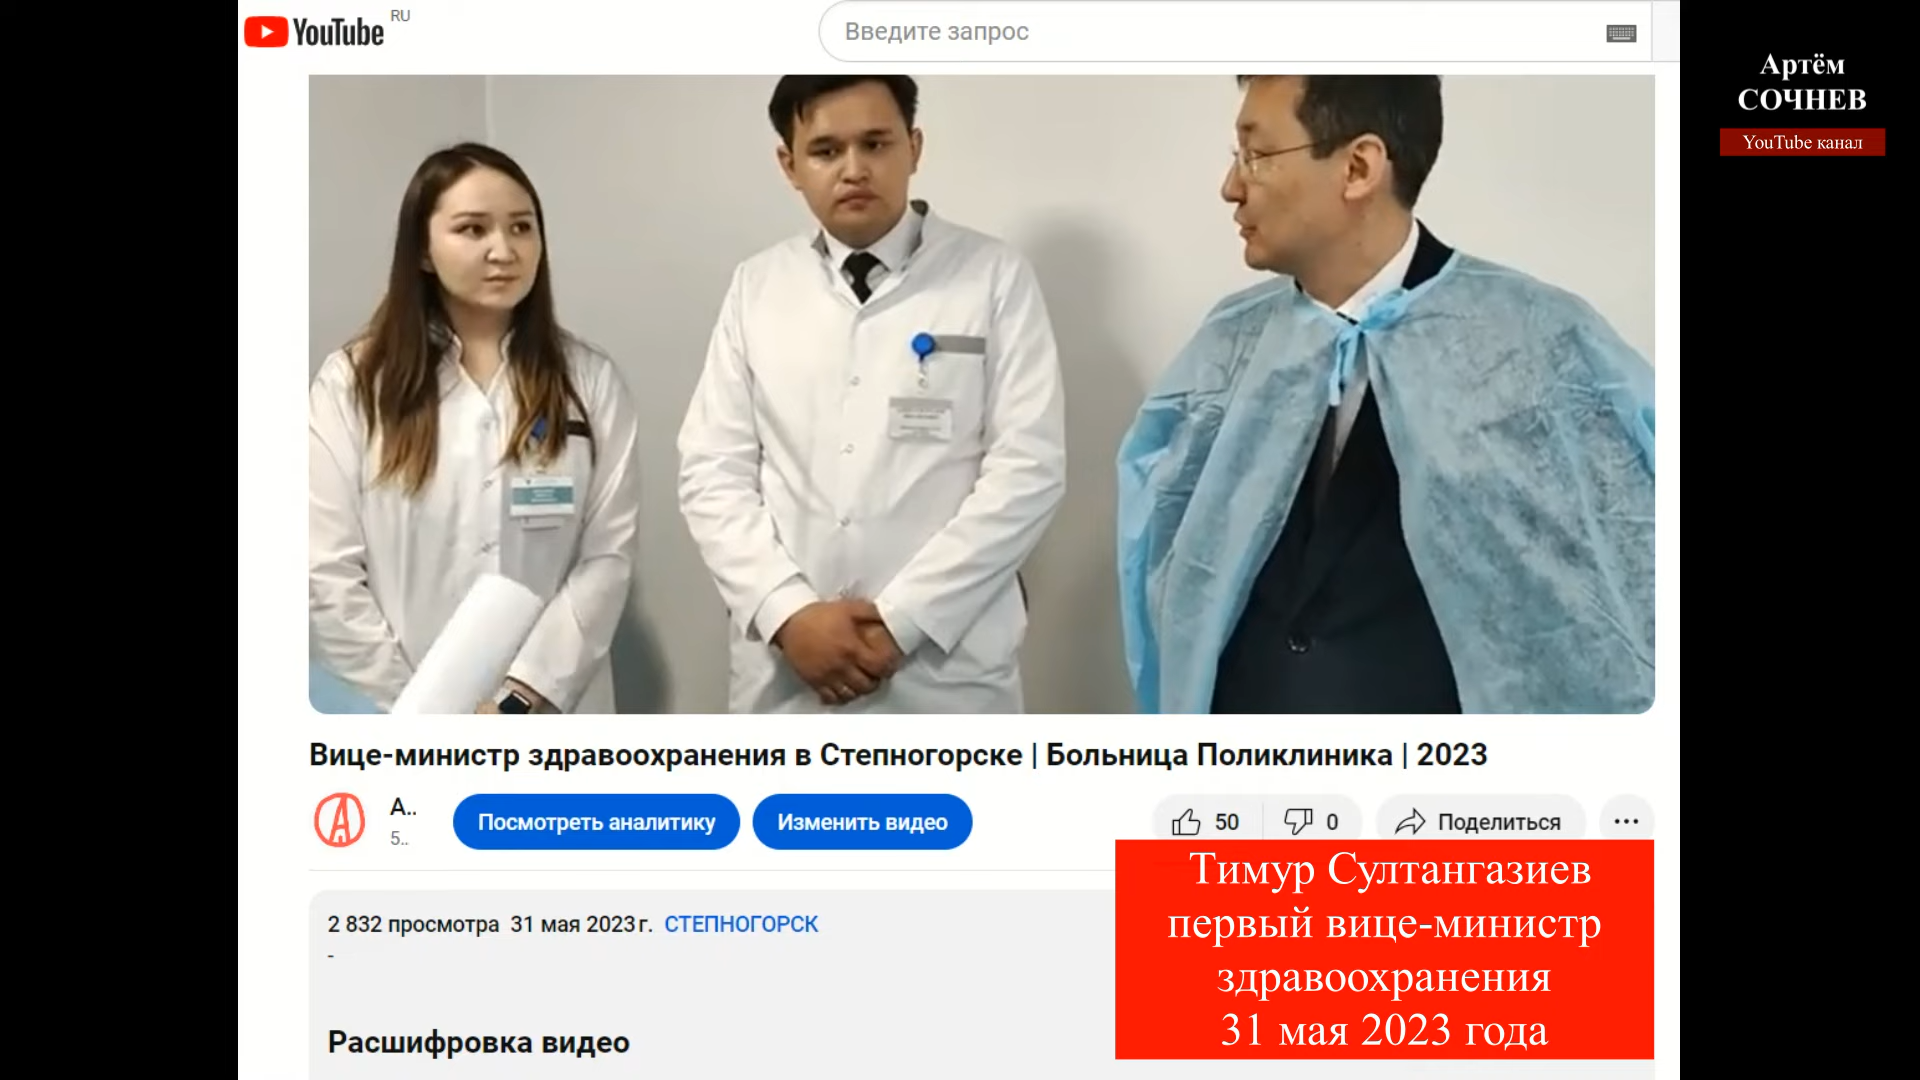 YouTube RU
Введите запрос
Артём
СОЧНЕВ
YouTube канал
Вице-министр здравоохранения в Степногорске | Больница Поликлиника | 2023
А..
5..
Посмотреть аналитику
Изменить видео
50
0
Поделиться
2 832 просмотра 31 мая 2023 г. СТЕПНОГОРСК
-
Расшифровка видео
Тимур Султангазиев
первый вице-министр
здравоохранения
31 мая 2023 года